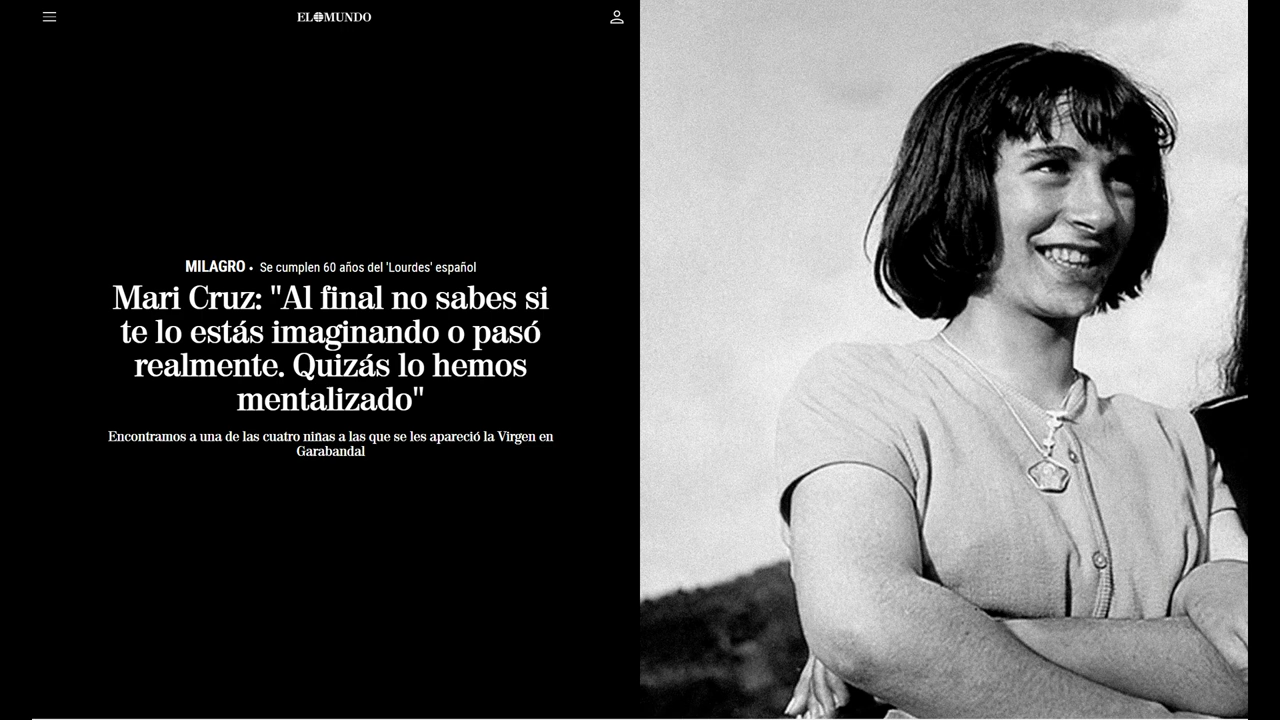 EL MUNDO
MILAGRO • Se cumplen 60 años del 'Lourdes' español
Mari Cruz: "Al final no sabes si
te lo estás imaginando o pasó
realmente. Quizás lo hemos
mentalizado"
Encontramos a una de las cuatro niñas a las que se les apareció la Virgen en
Garabandal